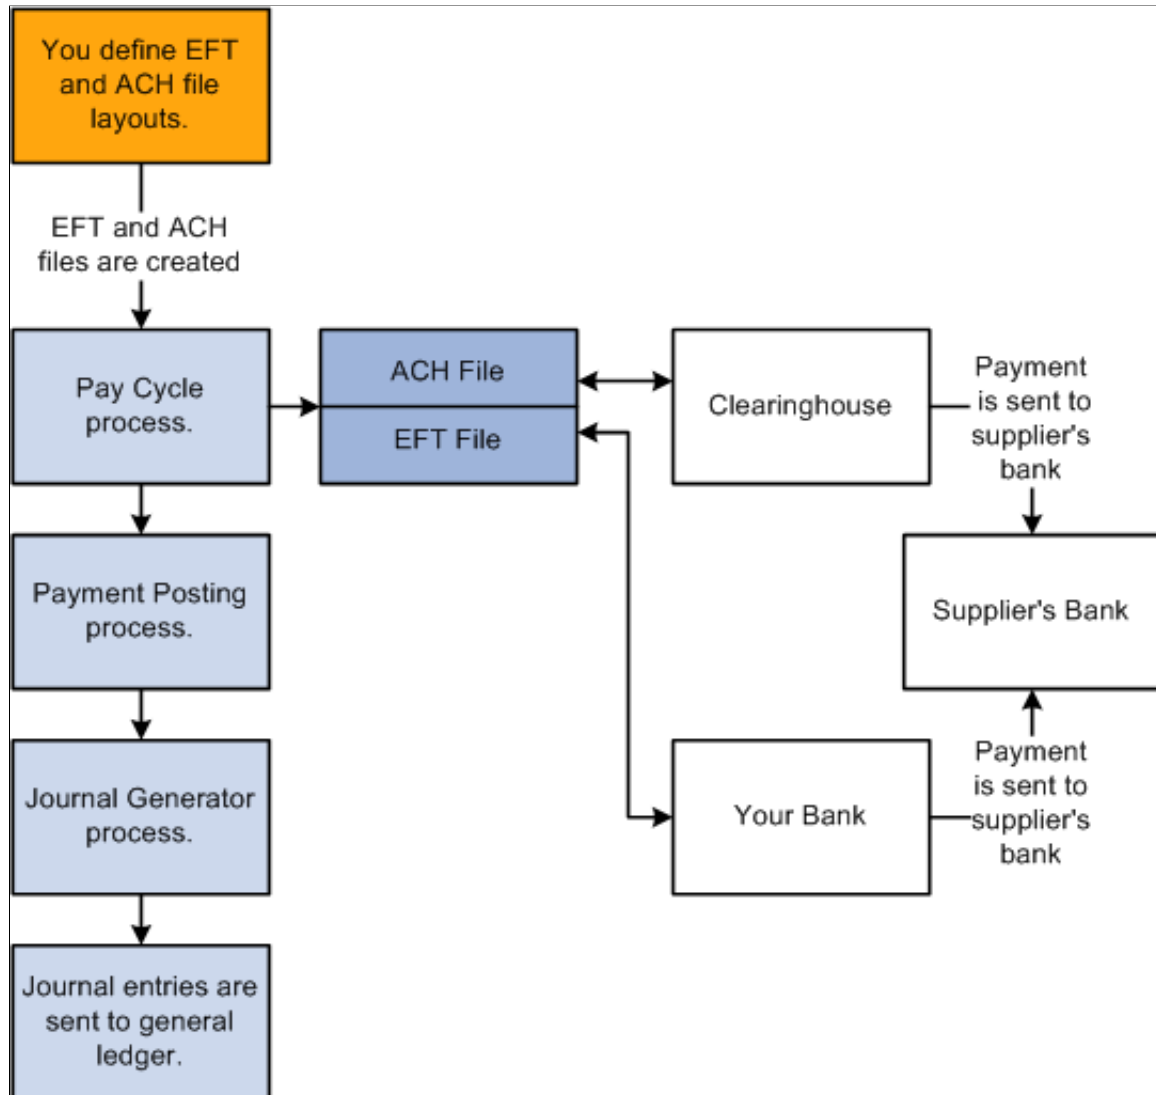 You define EFT
and ACH file
layouts.
EFT and ACH
files are created
Pay Cycle
process.
ACH File
EFT File
Clearinghouse
Payment
is sent to
supplier's
bank
Payment Posting
process.
Supplier's Bank
Journal Generator
process.
Your Bank
Payment
is sent to
supplier's
bank
Journal entries are
sent to general
ledger.